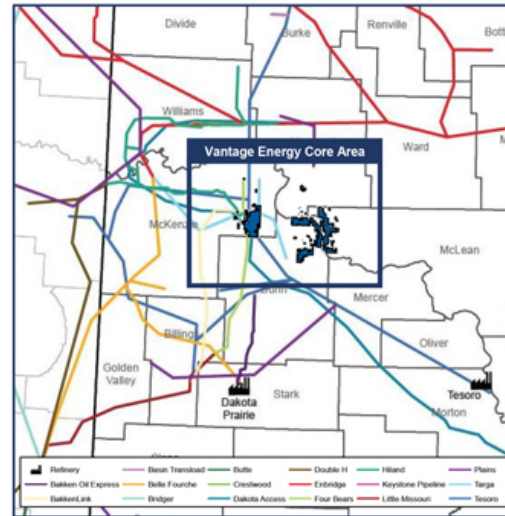 Divide
Burke
Renville
Bott
Williams
Ward
Vantage Energy Core Area
McKenzie
McLean
Dunn
Mercer
Billings
Oliver
Golden
Valley
Dakota
Prairie
Stark
Tesoro
Morton
Refinery
Basin Transload
Butte
Double H
Hiland
Plains
Bakken Oil Express
Belle Fourche
Crestwood
Enbridge
Keystone Pipeline
Targa
BakkenLink
Bridger
Dakota Access
Four Bears
Little Missouri
Tesoro